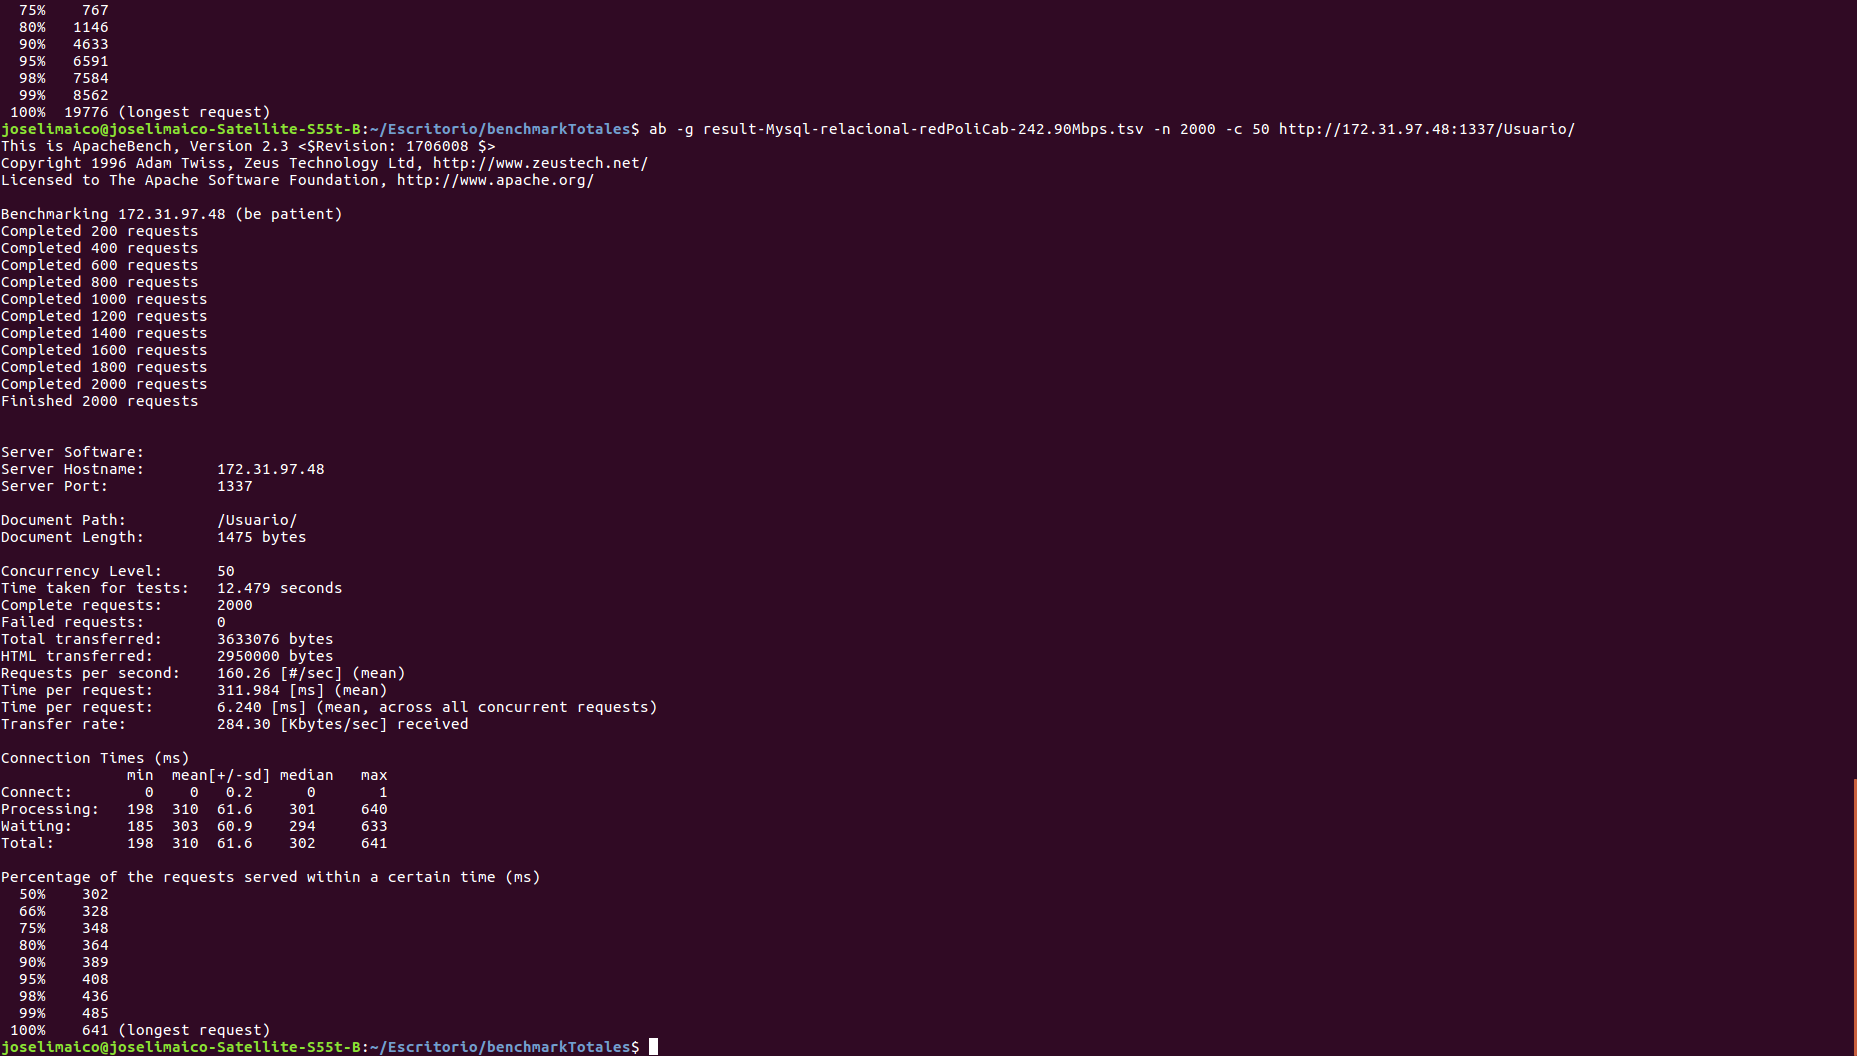 75%    767
80%   1146
90%   4633
95%   6591
98%   7584
99%   8562
100%  19776 (longest request)
joselimaico@joselimaico-Satellite-S55t-B:~/Escritorio/benchmarkTotales$ ab -g result-Mysql-relacional-redPoliCab-242.90Mbps.tsv -n 2000 -c 50 http://172.31.97.48:1337/Usuario/
This is ApacheBench, Version 2.3 <$Revision: 1706008 $>
Copyright 1996 Adam Twiss, Zeus Technology Ltd, http://www.zeustech.net/
Licensed to The Apache Software Foundation, http://www.apache.org/

Benchmarking 172.31.97.48 (be patient)
Completed 200 requests
Completed 400 requests
Completed 600 requests
Completed 800 requests
Completed 1000 requests
Completed 1200 requests
Completed 1400 requests
Completed 1600 requests
Completed 1800 requests
Completed 2000 requests
Finished 2000 requests

Server Software:
Server Hostname:        172.31.97.48
Server Port:            1337

Document Path:          /Usuario/
Document Length:        1475 bytes

Concurrency Level:      50
Time taken for tests:   12.479 seconds
Complete requests:      2000
Failed requests:        0
Total transferred:      3633076 bytes
HTML transferred:       2950000 bytes
Requests per second:    160.26 [#/sec] (mean)
Time per request:       311.984 [ms] (mean)
Time per request:       6.240 [ms] (mean, across all concurrent requests)
Transfer rate:          284.30 [Kbytes/sec] received

Connection Times (ms)
              min  mean[+/-sd] median   max
Connect:        0    0   0.2      0       1
Processing:   198  310  61.6    301     640
Waiting:      185  303  60.9    294     633
Total:        198  310  61.6    302     641

Percentage of the requests served within a certain time (ms)
50%    302
66%    328
75%    348
80%    364
90%    389
95%    408
98%    436
99%    485
100%    641 (longest request)
joselimaico@joselimaico-Satellite-S55t-B:~/Escritorio/benchmarkTotales$